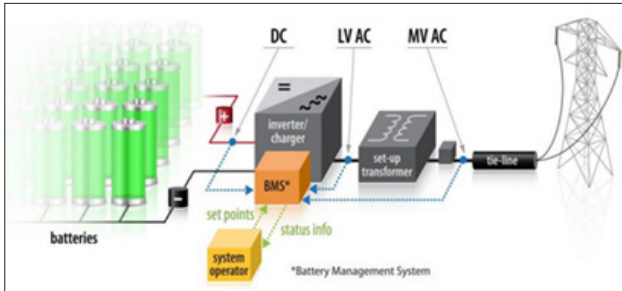 DC
LV AC
MV AC
+
=
inverter/
charger
set-up
transformer
tie-line
BMS*
-
set points
status info
batteries
system
operator
*Battery Management System